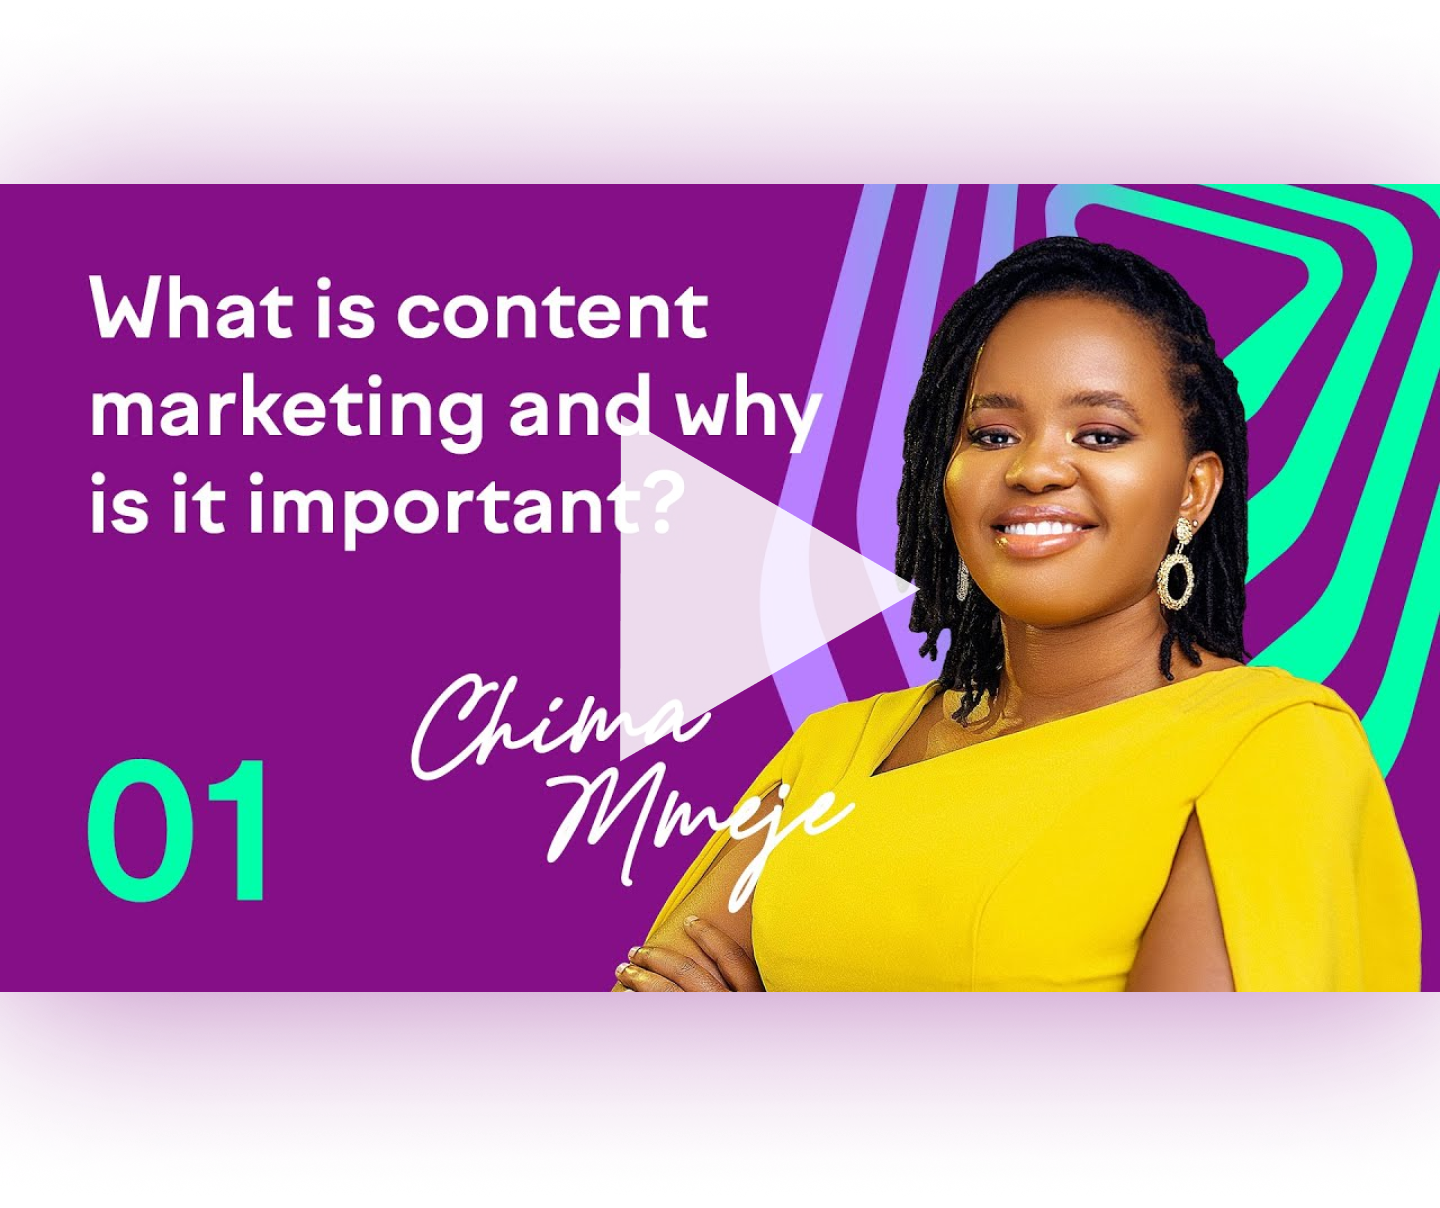 What is content
marketing and why
is it important?
Chima
Mmeje
01